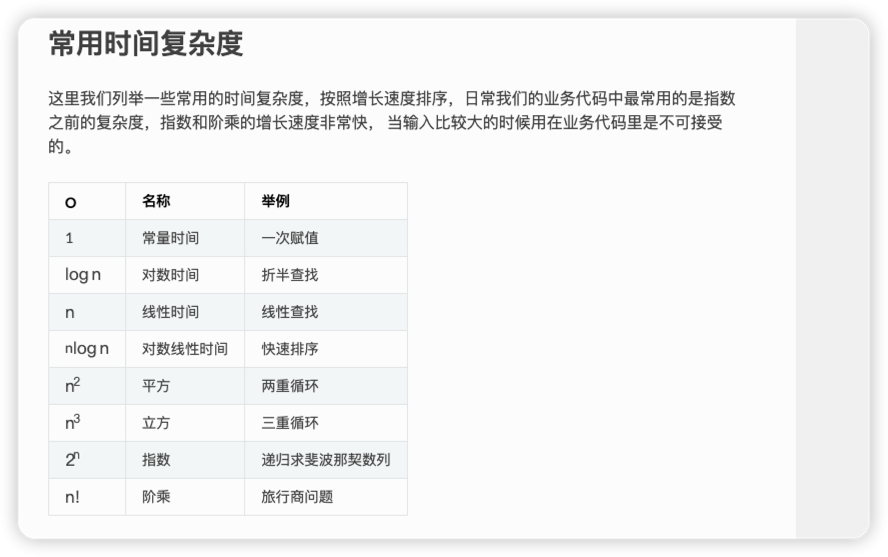 常用时间复杂度
这里我们列举一些常用的时间复杂度，按照增长速度排序，日常我们的业务代码中最常用的是指数
之前的复杂度，指数和阶乘的增长速度非常快， 当输入比较大的时候用在业务代码里是不可接受
的。
O 名称 举例
1 常量时间 一次赋值
log n 对数时间 折半查找
n 线性时间 线性查找
nlog n 对数线性时间 快速排序
n² 平方 两重循环
n³ 立方 三重循环
2ⁿ 指数 递归求斐波那契数列
n! 阶乘 旅行商问题